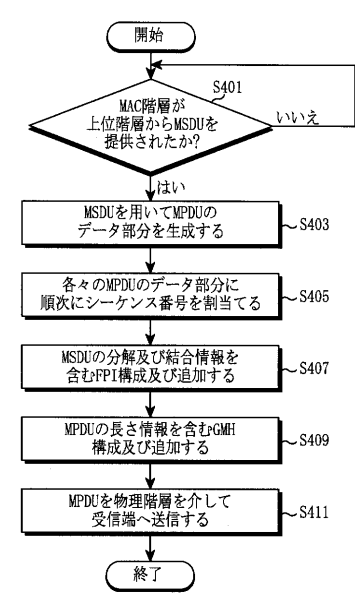 開始
S401
MAC階層が
上位階層からMSDUを
提供されたか?
いいえ
はい
MSDUを用いてMPDUの
データ部分を生成する
S403
各々のMPDUのデータ部分に
順次にシーケンス番号を割当てる
S405
MSDUの分解及び結合情報を
含むFPI構成及び追加する
S407
MPDUの長さ情報を含むGMH
構成及び追加する
S409
MPDUを物理階層を介して
受信端へ送信する
S411
終了